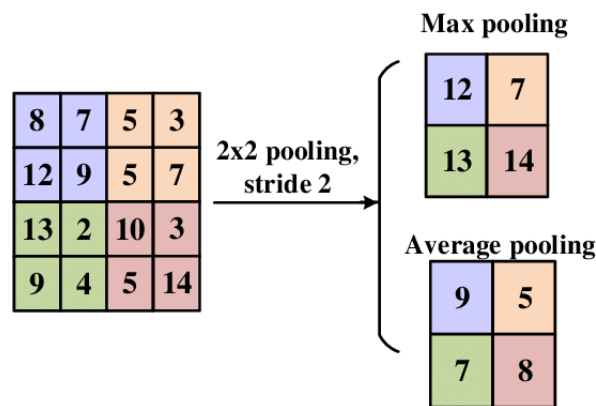 Max pooling
12 7
13 14
8 7 5 3
12 9 5 7
13 2 10 3
9 4 5 14
2x2 pooling,
stride 2
Average pooling
9 5
7 8